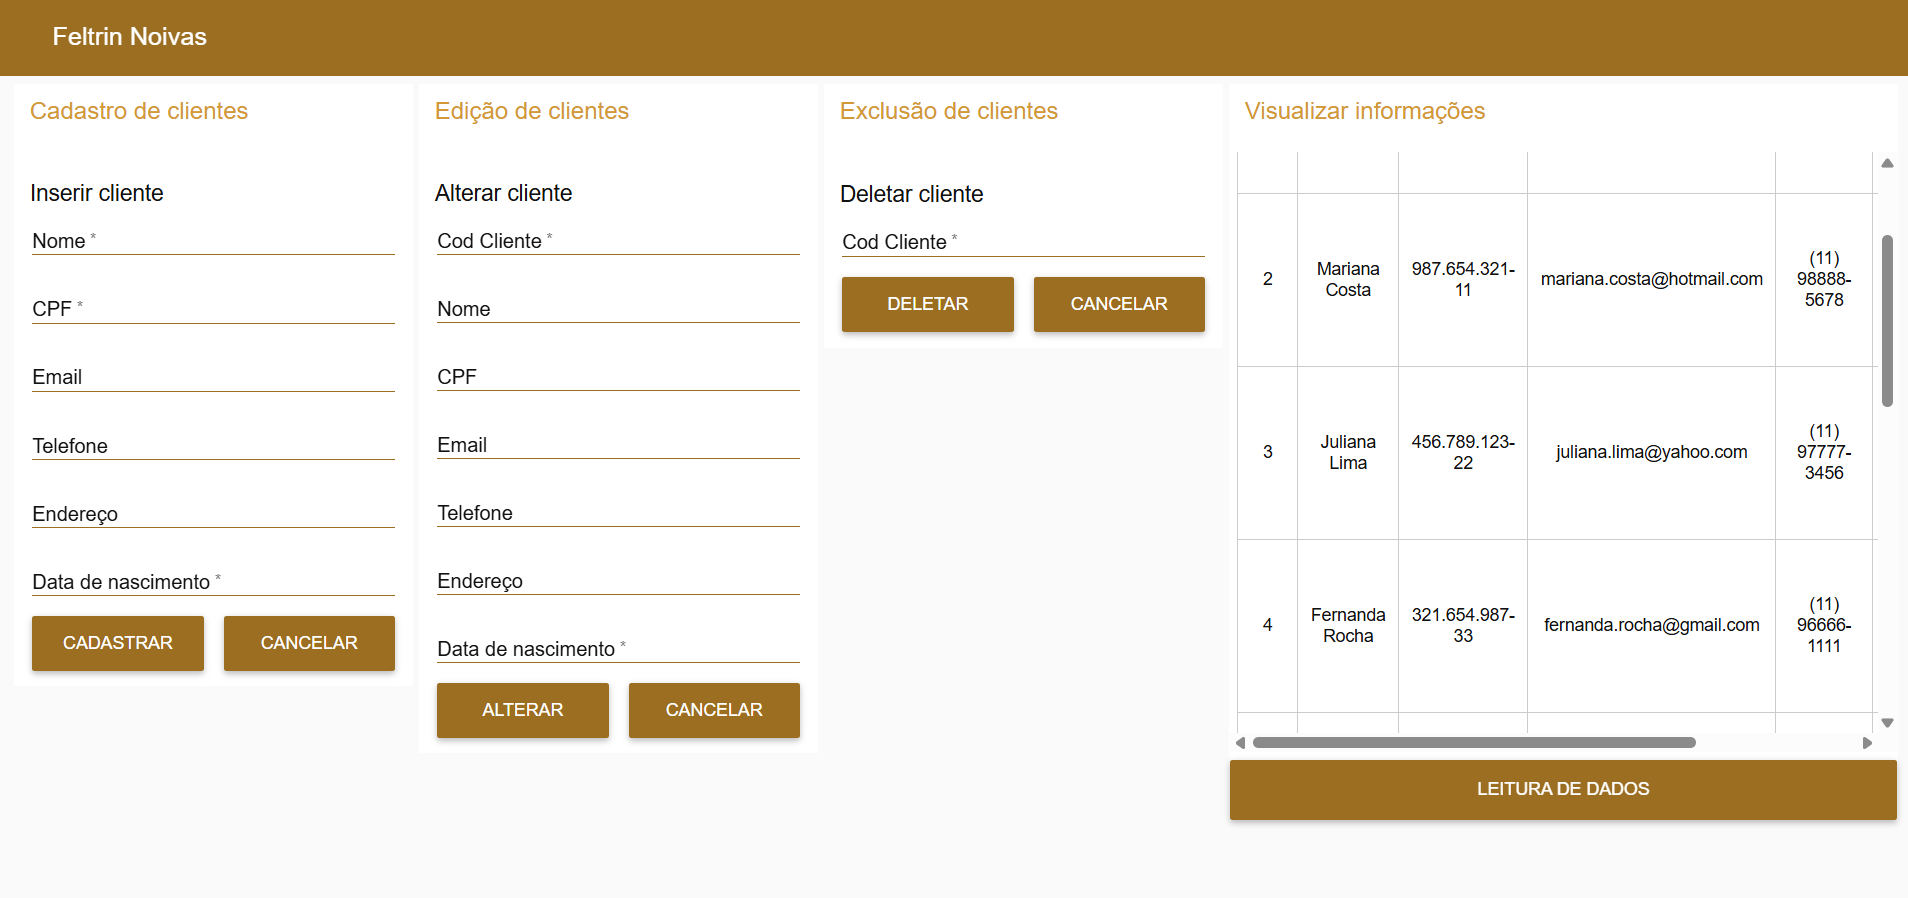 Feltrin Noivas
Cadastro de clientes
Inserir cliente
Nome *
CPF *
Email
Telefone
Endereço
Data de nascimento *
CADASTRAR CANCELAR
Edição de clientes
Alterar cliente
Cod Cliente *
Nome
CPF
Email
Telefone
Endereço
Data de nascimento *
ALTERAR CANCELAR
Exclusão de clientes
Deletar cliente
Cod Cliente *
DELETAR CANCELAR
Visualizar informações
2
Mariana
Costa
987.654.321-
11
mariana.costa@hotmail.com
(11)
98888-
5678
3
Juliana
Lima
456.789.123-
22
juliana.lima@yahoo.com
(11)
97777-
3456
4
Fernanda
Rocha
321.654.987-
33
fernanda.rocha@gmail.com
(11)
96666-
1111
LEITURA DE DADOS